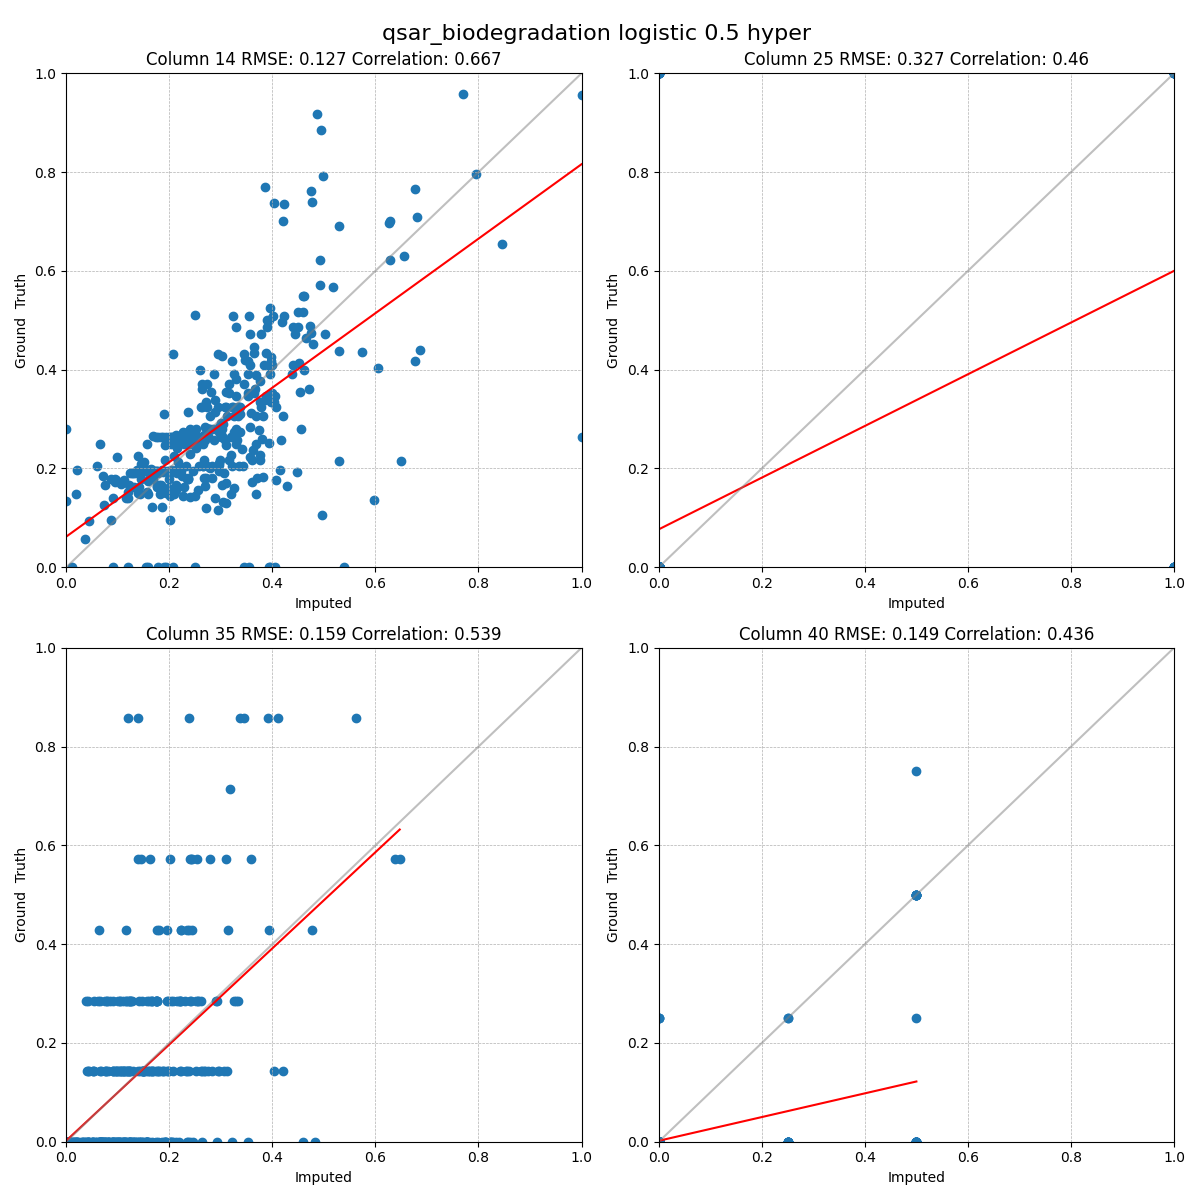 qsar_biodegradation logistic 0.5 hyper
Column 14 RMSE: 0.127 Correlation: 0.667
1.0
0.8
0.6
0.4
0.2
0.0
Ground Truth
0.0 0.2 0.4 0.6 0.8 1.0
Imputed
Column 25 RMSE: 0.327 Correlation: 0.46
1.0
0.8
0.6
0.4
0.2
0.0
Ground Truth
0.0 0.2 0.4 0.6 0.8 1.0
Imputed
Column 35 RMSE: 0.159 Correlation: 0.539
1.0
0.8
0.6
0.4
0.2
0.0
Ground Truth
0.0 0.2 0.4 0.6 0.8 1.0
Imputed
Column 40 RMSE: 0.149 Correlation: 0.436
1.0
0.8
0.6
0.4
0.2
0.0
Ground Truth
0.0 0.2 0.4 0.6 0.8 1.0
Imputed